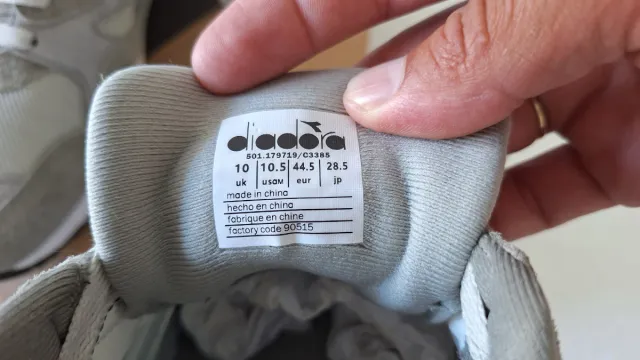 diadora
501.179719/C3385
10 10.5 44.5 28.5
uk usam eur jp
made in china
hecho en china
fabrique en chine
factory code 90515